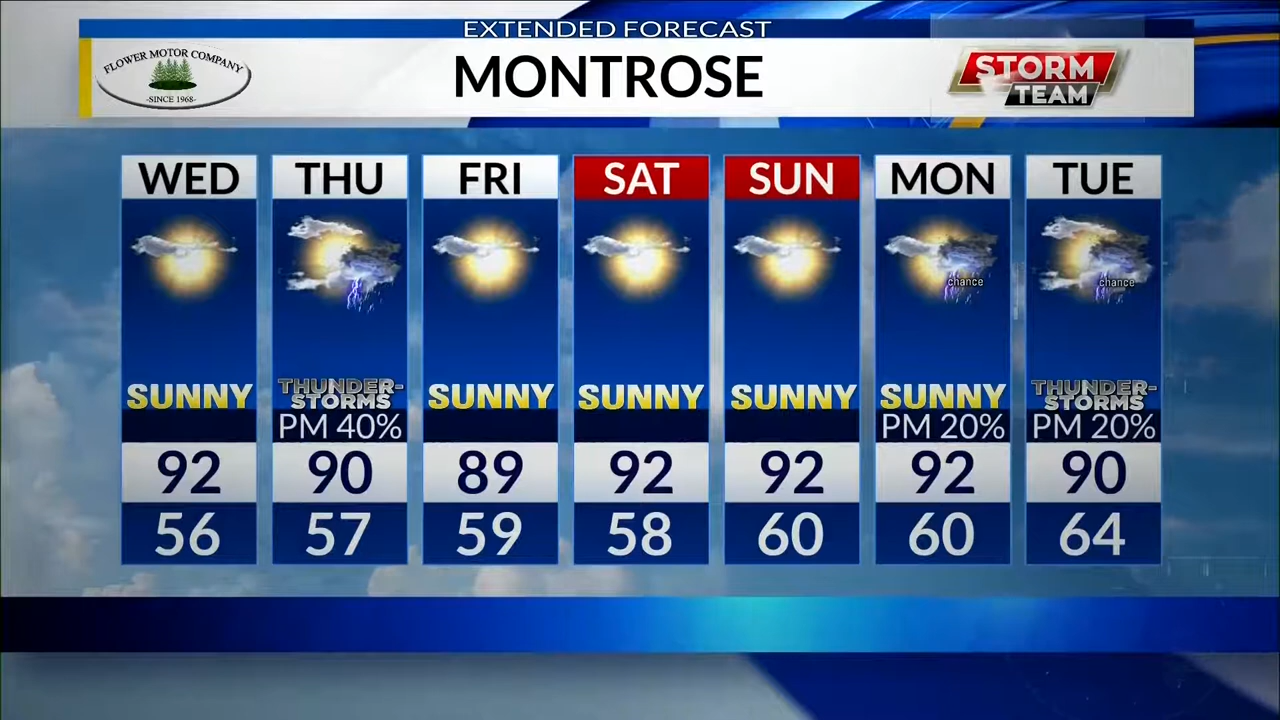 EXTENDED FORECAST
FLOWER MOTOR COMPANY
-SINCE 1968-
MONTROSE
STORM
TEAM
WED
THU
FRI
SAT
SUN
MON
TUE
chance
chance
SUNNY
THUNDER-
STORMS
SUNNY
SUNNY
SUNNY
SUNNY
THUNDER-
STORMS
PM 40%
PM 20%
PM 20%
92
90
89
92
92
92
90
56
57
59
58
60
60
64